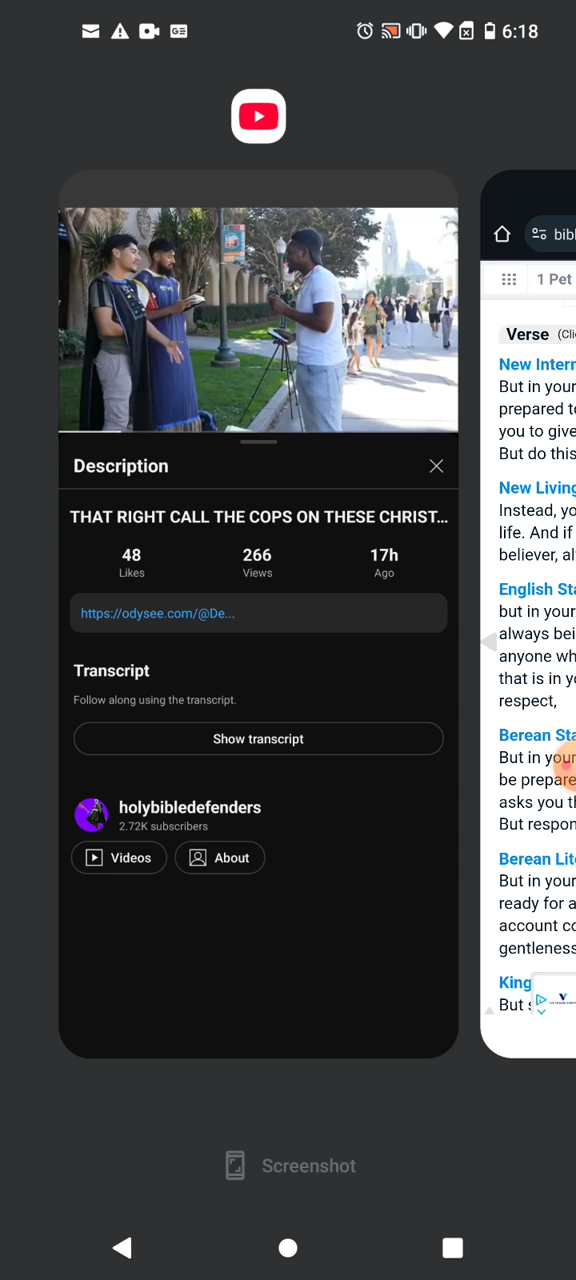 6:18
Description
THAT RIGHT CALL THE COPS ON THESE CHRIST...
48
Likes
266
Views
17h
Ago
https://odysee.com/@De...
Transcript
Follow along using the transcript.
Show transcript
holybibledefenders
2.72K subscribers
Videos
About
bibl
1 Pet
Verse (Cli
New Intern
But in your
prepared to
you to give
But do this
New Living
Instead, yo
life. And if
believer, al
English Sta
but in your
always bei
anyone wh
that is in yo
respect,
Berean Sta
But in your
be prepare
asks you th
But respon
Berean Lite
But in your
ready for a
account co
gentleness
King
But s
Screenshot